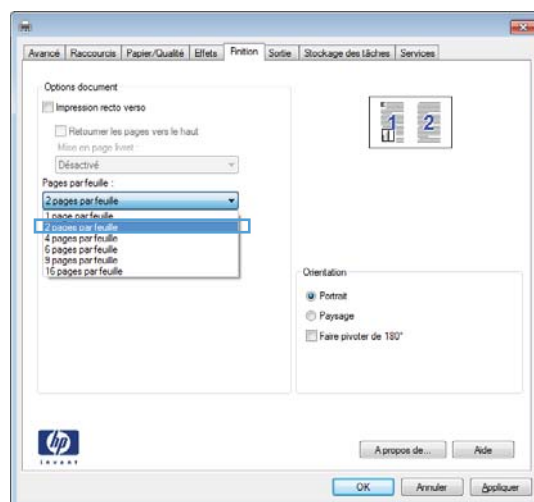 Avancé Raccourcis Papier/Qualité Effets Finition Sortie Stockage des tâches Services
Options document
Impression recto verso
Retourner les pages vers le haut
Mise en page livret :
Désactivé
Pages par feuille :
2 pages par feuille
1 page par feuille
2 pages par feuille
4 pages par feuille
6 pages par feuille
9 pages par feuille
16 pages par feuille
1 2
Orientation
Portrait
Paysage
Faire pivoter de 180°
hp
invent
A propos de... Aide
OK Annuler Appliquer